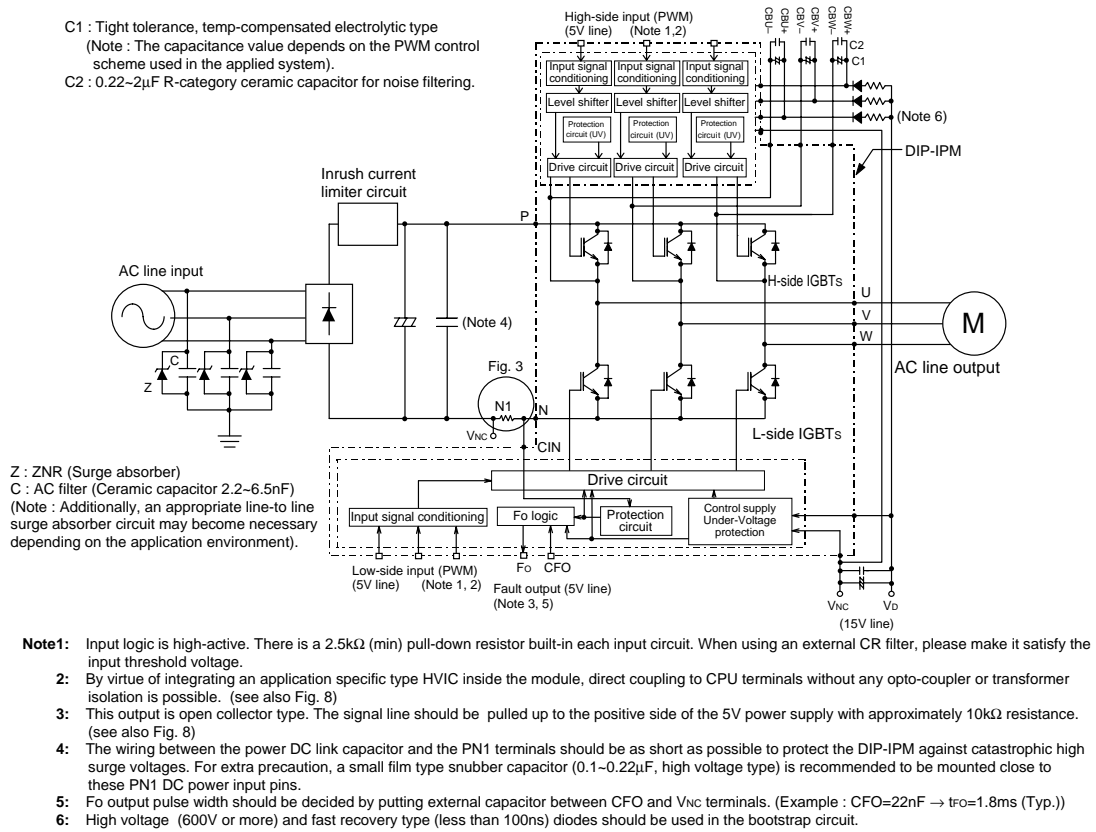 C1 : Tight tolerance, temp-compensated electrolytic type
(Note : The capacitance value depends on the PWM control
scheme used in the applied system).
C2 : 0.22~2μF R-category ceramic capacitor for noise filtering.
High-side input (PWM)
(5V line) (Note 1,2)
CBU–
CBU+
CBV–
CBV+
CBW–
CBW+
C2
C1
Input signal conditioning
Input signal conditioning
Input signal conditioning
Level shifter
Level shifter
Level shifter
Protection circuit (UV)
Protection circuit (UV)
Protection circuit (UV)
Drive circuit
Drive circuit
Drive circuit
(Note 6)
DIP-IPM
Inrush current
limiter circuit
P
AC line input
H-side IGBTS
U
V
W
M
AC line output
(Note 4)
C
Z
Fig. 3
N1
N
VNC
CIN
L-side IGBTS
Z : ZNR (Surge absorber)
C : AC filter (Ceramic capacitor 2.2~6.5nF)
(Note : Additionally, an appropriate line-to line
surge absorber circuit may become necessary
depending on the application environment).
Drive circuit
Input signal conditioning
Fo logic
Protection
circuit
Control supply
Under-Voltage
protection
Low-side input (PWM)
(5V line) (Note 1, 2)
FO CFO
Fault output (5V line)
(Note 3, 5)
VNC VD
(15V line)
Note1: Input logic is high-active. There is a 2.5kΩ (min) pull-down resistor built-in each input circuit. When using an external CR filter, please make it satisfy the
input threshold voltage.
2: By virtue of integrating an application specific type HVIC inside the module, direct coupling to CPU terminals without any opto-coupler or transformer
isolation is possible. (see also Fig. 8)
3: This output is open collector type. The signal line should be pulled up to the positive side of the 5V power supply with approximately 10kΩ resistance.
(see also Fig. 8)
4: The wiring between the power DC link capacitor and the PN1 terminals should be as short as possible to protect the DIP-IPM against catastrophic high
surge voltages. For extra precaution, a small film type snubber capacitor (0.1~0.22μF, high voltage type) is recommended to be mounted close to
these PN1 DC power input pins.
5: Fo output pulse width should be decided by putting external capacitor between CFO and VNC terminals. (Example : CFO=22nF → tFO=1.8ms (Typ.))
6: High voltage (600V or more) and fast recovery type (less than 100ns) diodes should be used in the bootstrap circuit.